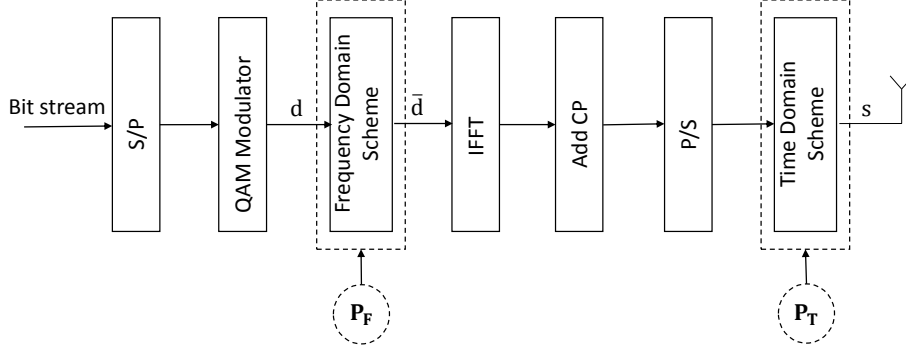 Bit stream
S/P
QAM Modulator
d
Frequency Domain
Scheme
d̄
IFFT
Add CP
P/S
Time Domain
Scheme
s
P_F
P_T